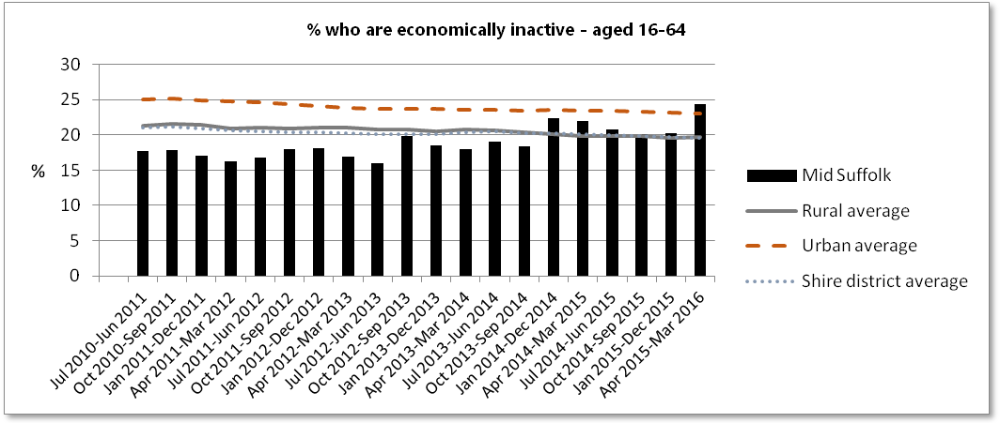 % who are economically inactive - aged 16-64
30
25
20
15
10
5
0
%
Jul 2010-Jun 2011
Oct 2010-Sep 2011
Jan 2011-Dec 2011
Apr 2011-Mar 2012
Jul 2011-Jun 2012
Oct 2011-Sep 2012
Jan 2012-Dec 2012
Apr 2012-Mar 2013
Jul 2012-Jun 2013
Oct 2012-Sep 2013
Jan 2013-Dec 2013
Apr 2013-Mar 2014
Jul 2013-Jun 2014
Oct 2013-Sep 2014
Jan 2014-Dec 2014
Apr 2014-Mar 2015
Jul 2014-Jun 2015
Oct 2014-Sep 2015
Jan 2015-Dec 2015
Apr 2015-Mar 2016
Mid Suffolk
Rural average
Urban average
Shire district average